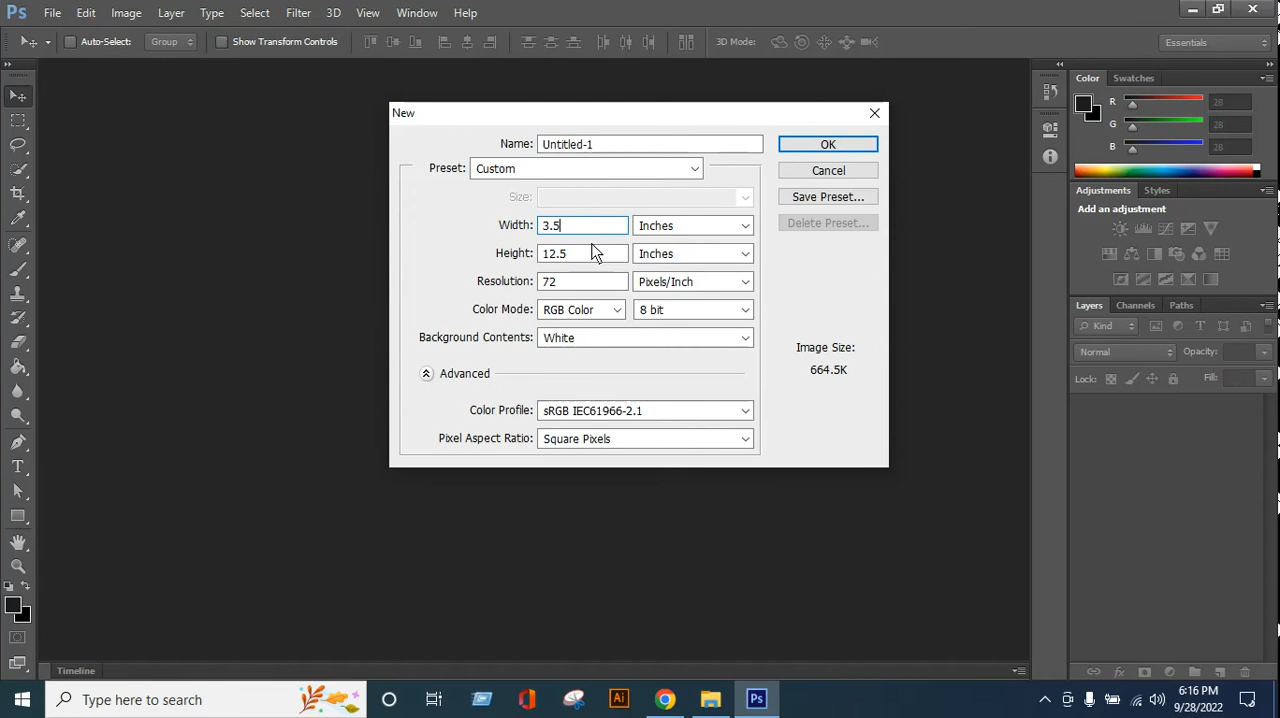 Ps File Edit Image Layer Type Select Filter 3D View Window Help
Auto-Select: Group Show Transform Controls 3D Mode: Essentials
Color Swatches
R 28
G 28
B 28
Adjustments Styles
Add an adjustment
Layers Channels Paths
Kind
Normal Opacity:
Lock: Fill:
New
Name: Untitled-1 OK
Preset: Custom Cancel
Size: Save Preset...
Width: 3.5 Inches Delete Preset...
Height: 12.5 Inches
Resolution: 72 Pixels/Inch
Color Mode: RGB Color 8 bit
Background Contents: White Image Size:
664.5K
Advanced
Color Profile: sRGB IEC61966-2.1
Pixel Aspect Ratio: Square Pixels
Timeline
Type here to search Ai Ps 6:16 PM
9/28/2022